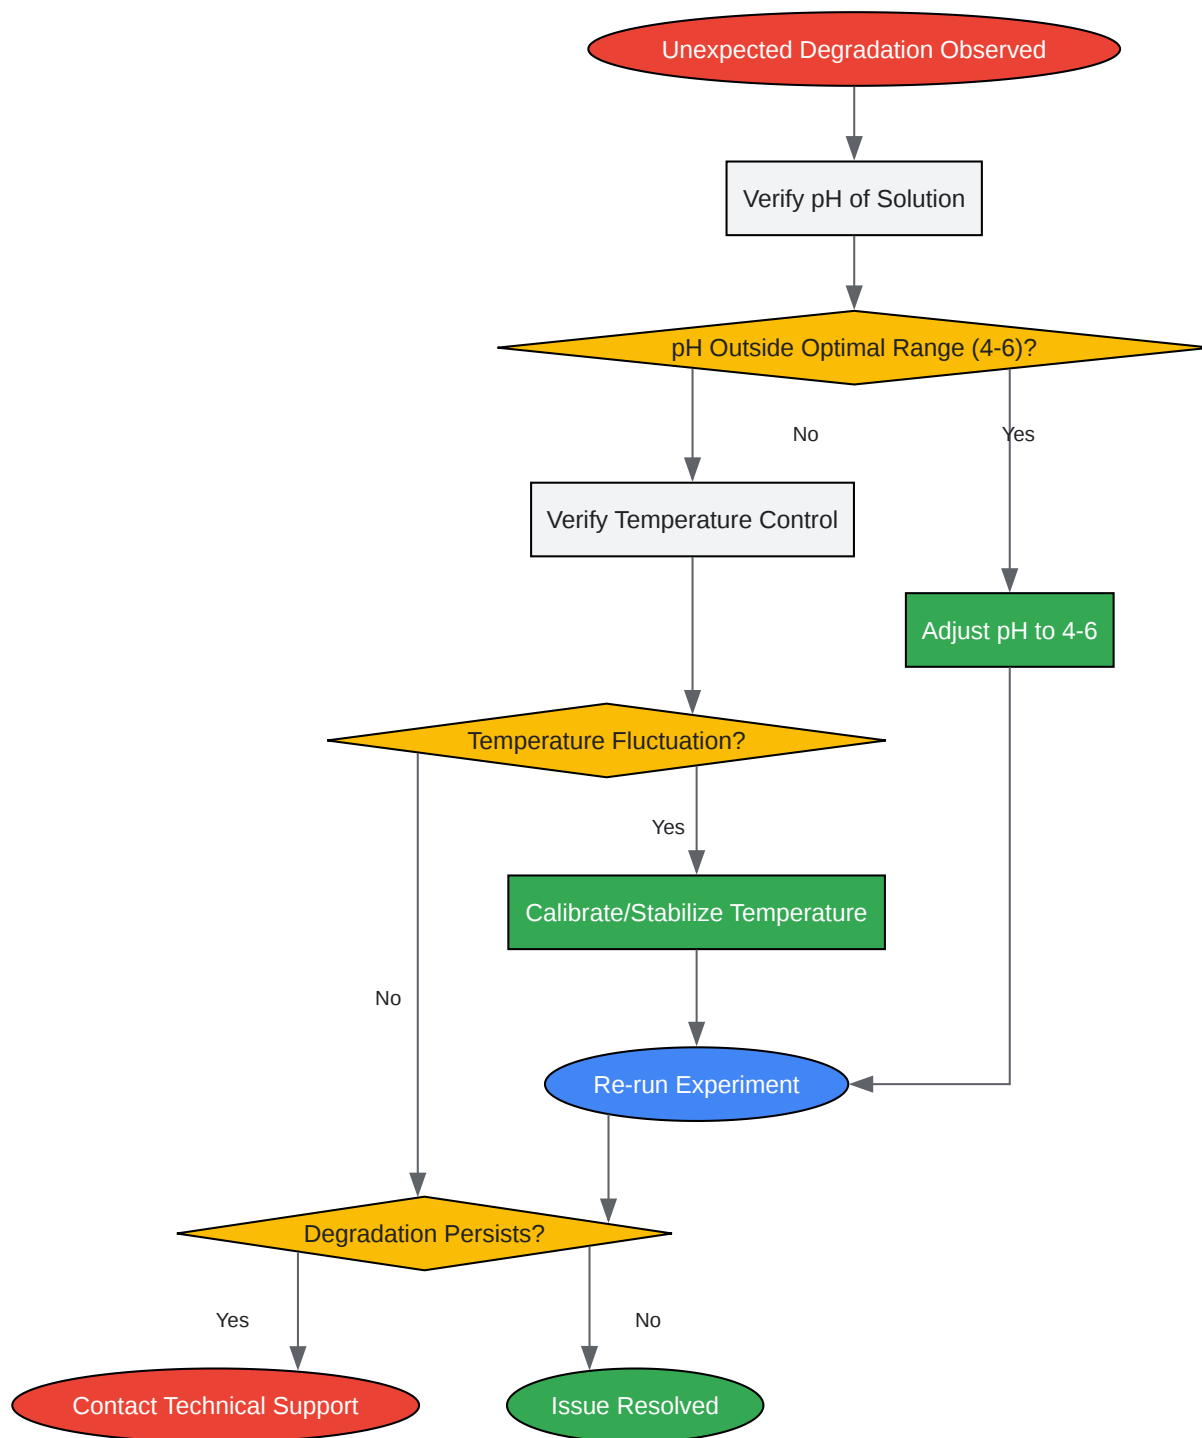 Unexpected Degradation Observed
Verify pH of Solution
pH Outside Optimal Range (4-6)?
No
Yes
Verify Temperature Control
Adjust pH to 4-6
Temperature Fluctuation?
Yes
Calibrate/Stabilize Temperature
No
Re-run Experiment
Degradation Persists?
Yes
No
Contact Technical Support
Issue Resolved